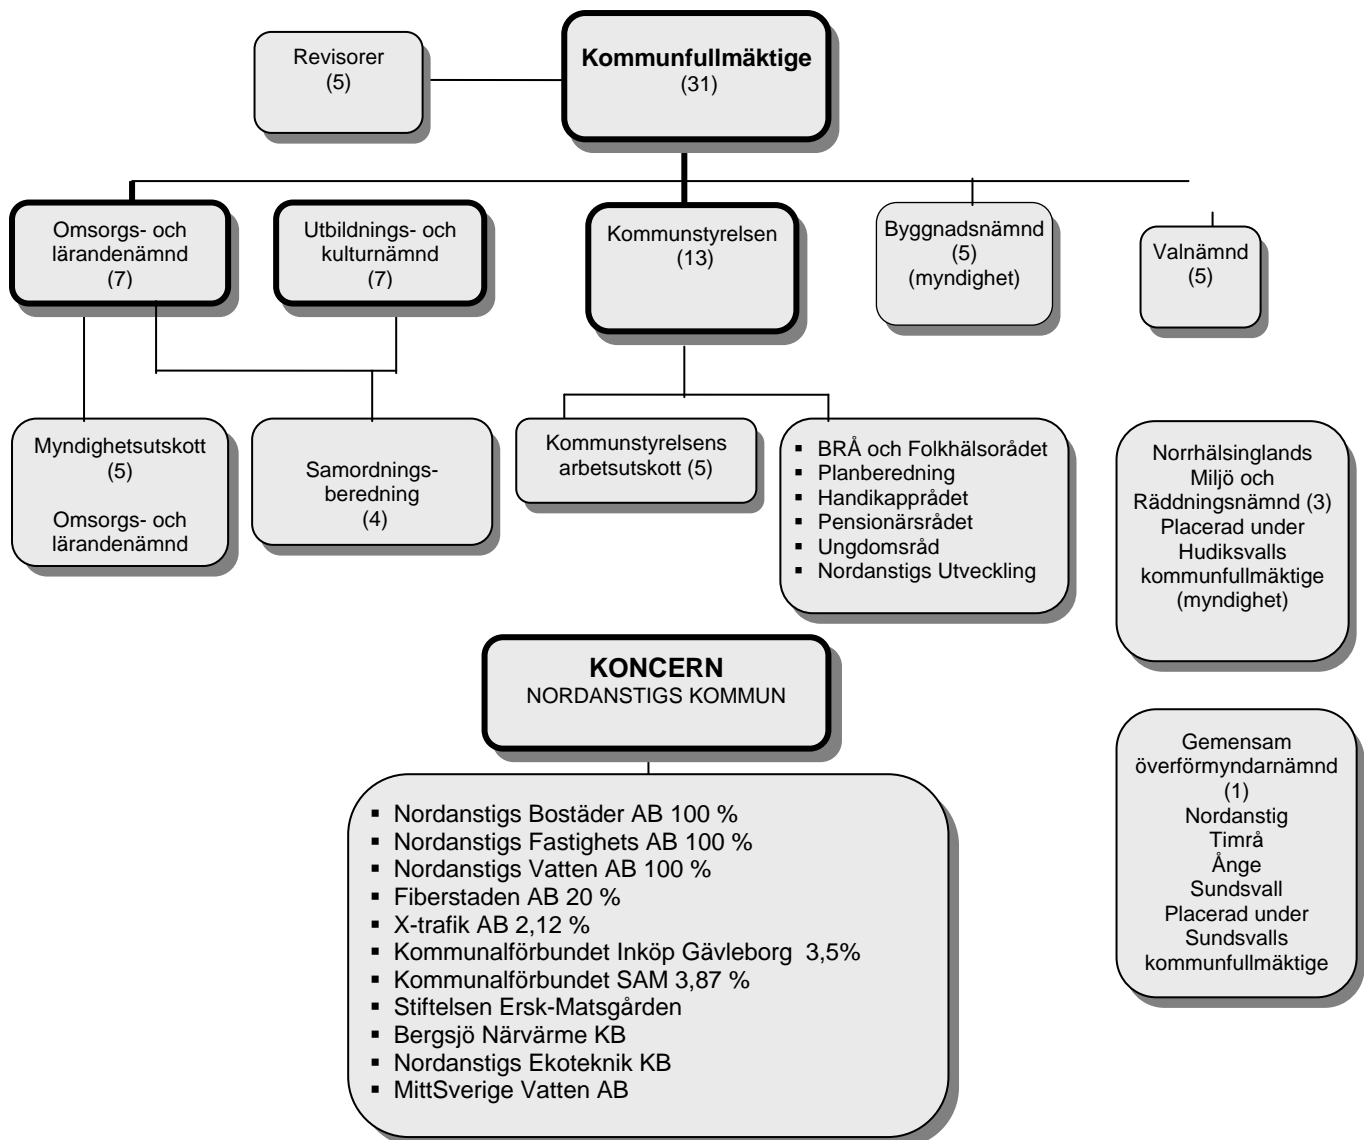 Revisorer
(5)
Kommunfullmäktige
(31)
Omsorgs- och
lärandenämnd
(7)
Utbildnings- och
kulturnämnd
(7)
Kommunstyrelsen
(13)
Byggnadsnämnd
(5)
(myndighet)
Valnämnd
(5)
Myndighetsutskott
(5)
Omsorgs- och
lärandenämnd
Samordnings-
beredning
(4)
Kommunstyrelsens
arbetsutskott (5)
▪ BRÅ och Folkhälsorådet
▪ Planberedning
▪ Handikapprådet
▪ Pensionärsrådet
▪ Ungdomsråd
▪ Nordanstigs Utveckling
Norrhälsinglands
Miljö och
Räddningsnämnd (3)
Placerad under
Hudiksvalls
kommunfullmäktige
(myndighet)
KONCERN
NORDANSTIGS KOMMUN
▪ Nordanstigs Bostäder AB 100 %
▪ Nordanstigs Fastighets AB 100 %
▪ Nordanstigs Vatten AB 100 %
▪ Fiberstaden AB 20 %
▪ X-trafik AB 2,12 %
▪ Kommunalförbundet Inköp Gävleborg 3,5%
▪ Kommunalförbundet SAM 3,87 %
▪ Stiftelsen Ersk-Matsgården
▪ Bergsjö Närvärme KB
▪ Nordanstigs Ekoteknik KB
▪ MittSverige Vatten AB
Gemensam
överförmyndarnämnd
(1)
Nordanstig
Timrå
Ånge
Sundsvall
Placerad under
Sundsvalls
kommunfullmäktige